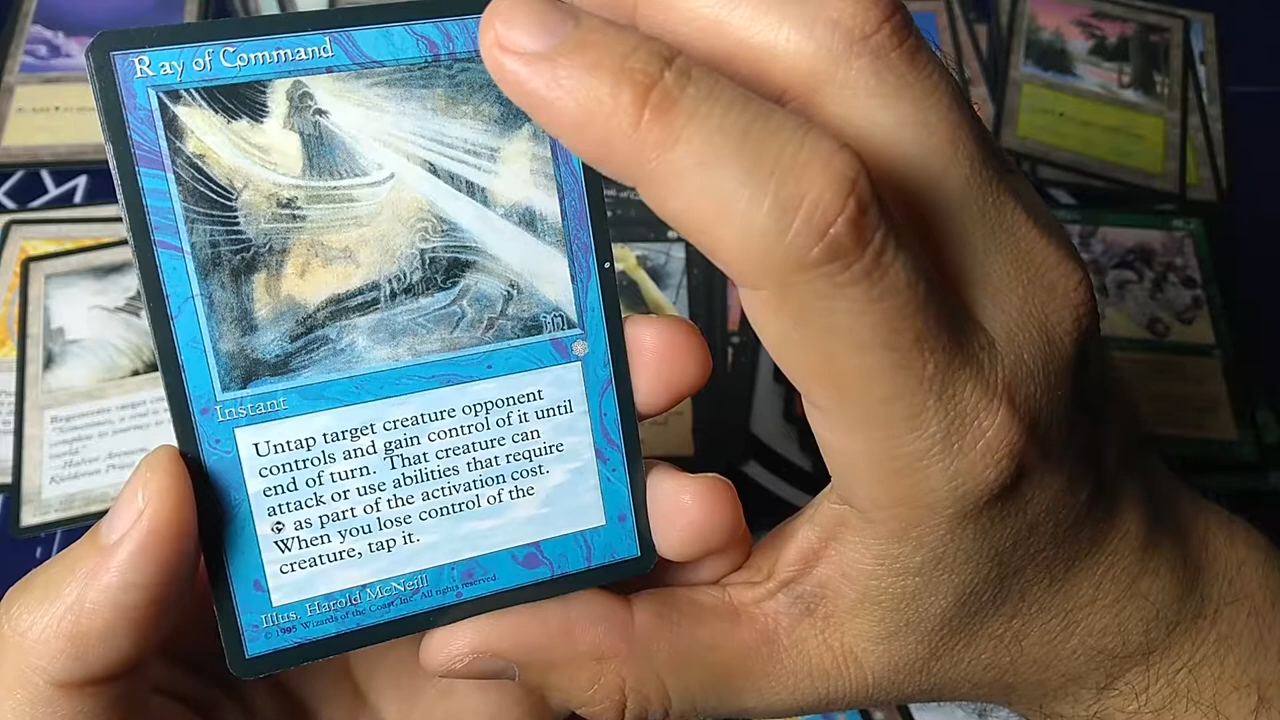 Ray of Command
Instant
Untap target creature opponent
controls and gain control of it until
end of turn. That creature can
attack or use abilities that require
as part of the activation cost.
When you lose control of the
creature, tap it.
Illus. Harold McNeill
© 1995 Wizards of the Coast, Inc. All rights reserved.